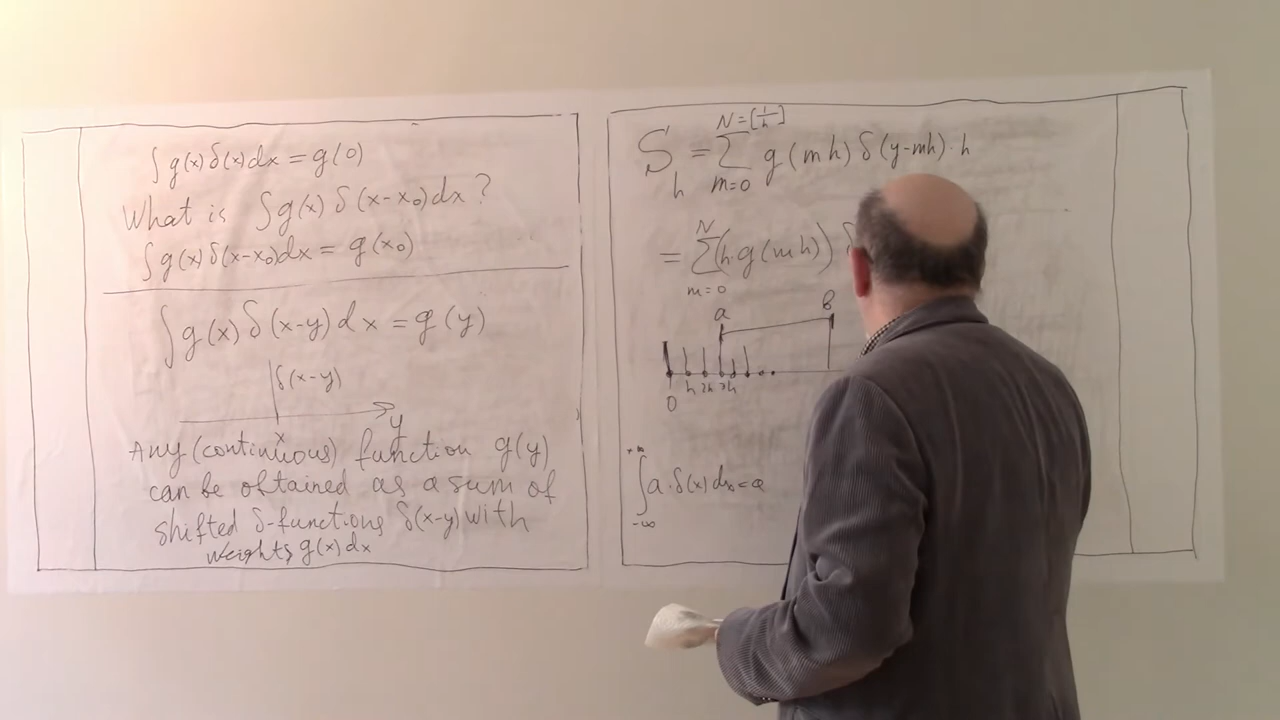 ∫g(x)δ(x)dx = g(0)
What is ∫g(x) δ(x-x₀)dx ?
∫g(x)δ(x-x₀)dx = g(x₀)
∫g(x)δ(x-y)dx = g(y)
δ(x-y)
x
y
Any (continuous) function g(y)
can be obtained as a sum of
shifted δ-functions δ(x-y) with
weights g(x)dx
N=[1/h]
S_h = Σ g(mh) δ(y-mh)·h
m=0
N
= Σ(h·g(mh)) δ
m=0
a b
h 2h 3h
0
+∞
∫a·δ(x)dx=a
-∞